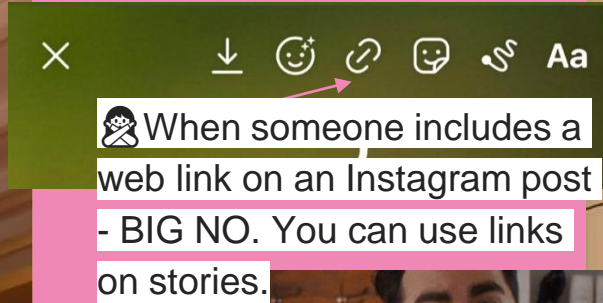 Aa
🙅When someone includes a
web link on an Instagram post
- BIG NO. You can use links
on stories.